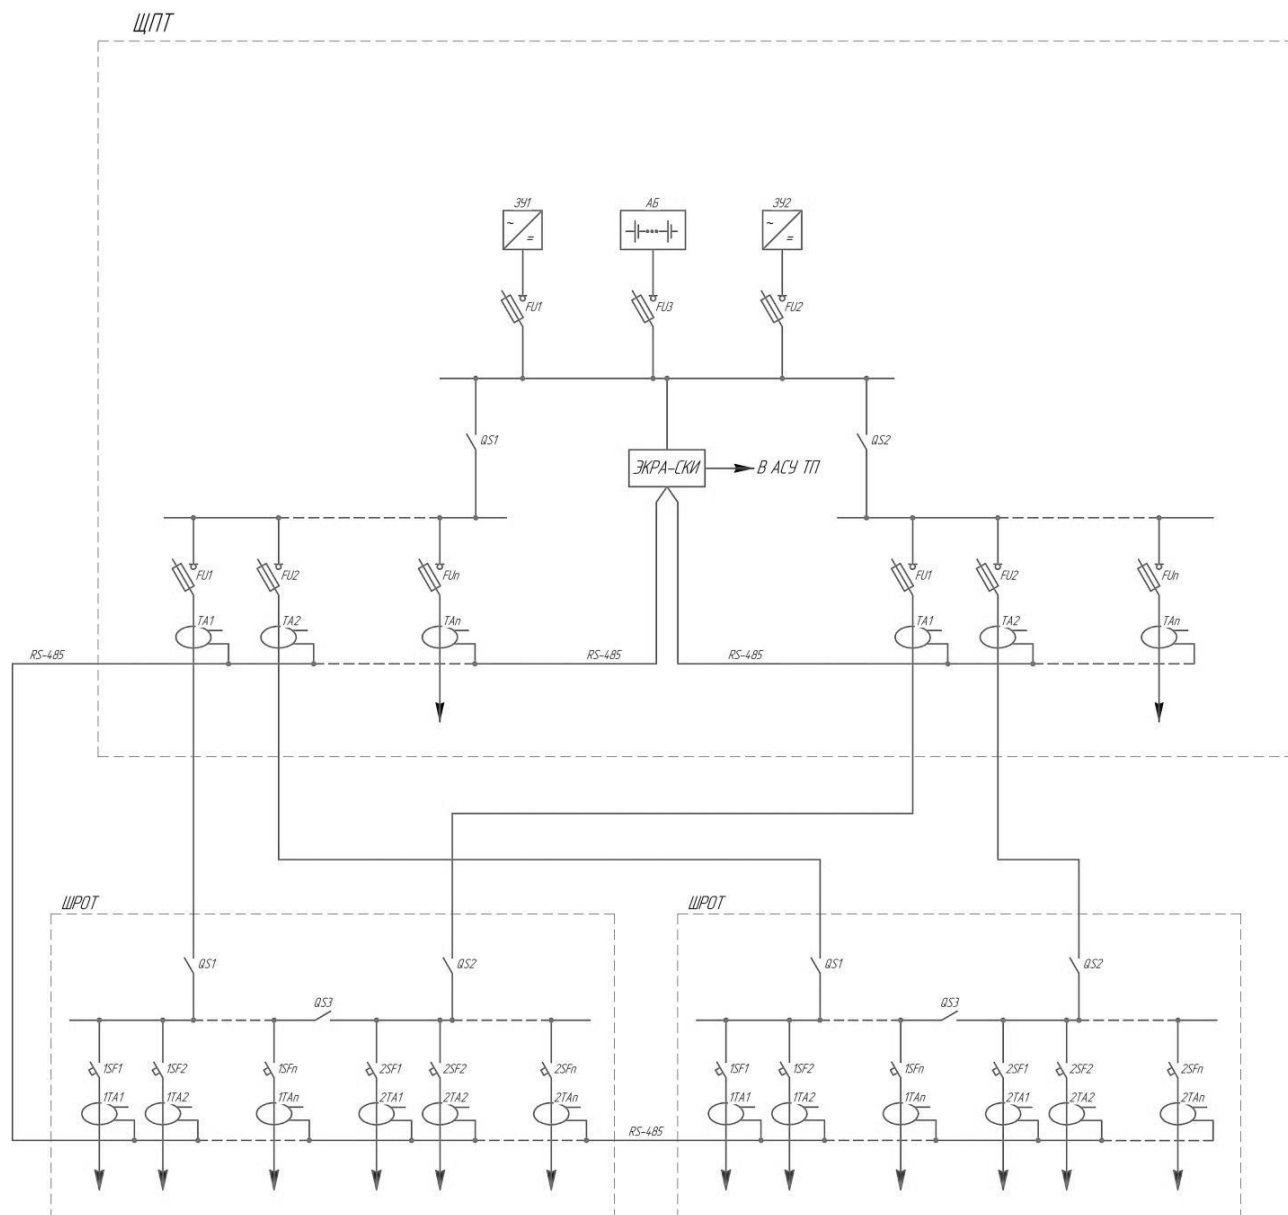 ЩПТ
ЗУ1 АБ ЗУ2
FU1 FU3 FU2
QS1 QS2
ЭКРА-СКИ В АСУ ТП
FU1 FU2 FUn FU1 FU2 FUn
TA1 TA2 TAn TA1 TA2 TAn
RS-485 RS-485 RS-485
ШРОТ ШРОТ
QS1 QS2 QS1 QS2
QS3 QS3
1SF1 1SF2 1SFn 2SF1 2SF2 2SFn 1SF1 1SF2 1SFn 2SF1 2SF2 2SFn
1TA1 1TA2 1TAn 2TA1 2TA2 2TAn 1TA1 1TA2 1TAn 2TA1 2TA2 2TAn
RS-485